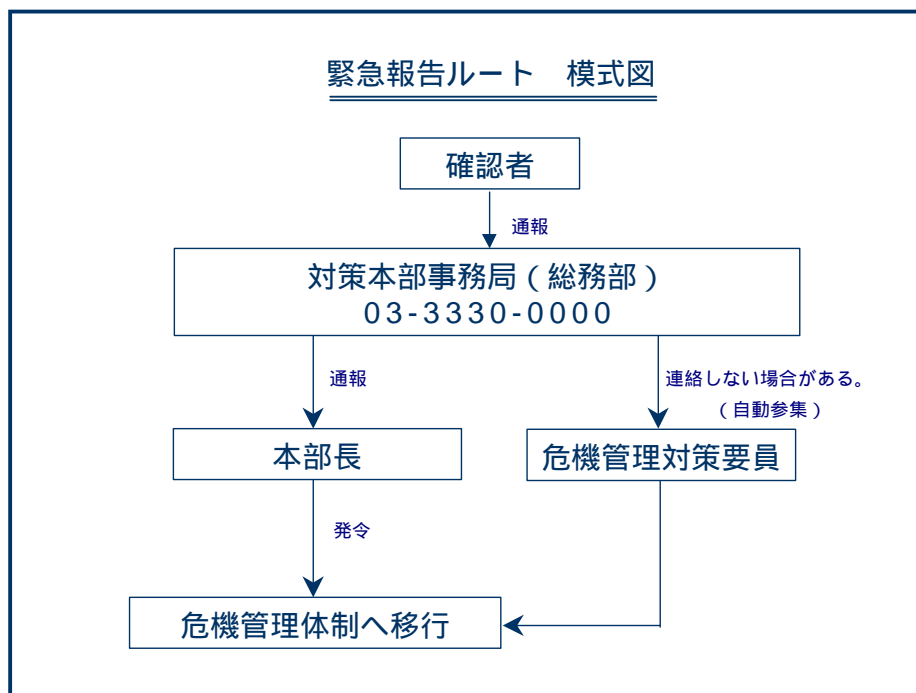 緊急報告ルート　模式図
確認者
通報
対策本部事務局（総務部）
03-3330-0000
通報
連絡しない場合がある。
（自動参集）
本部長
危機管理対策要員
発令
危機管理体制へ移行